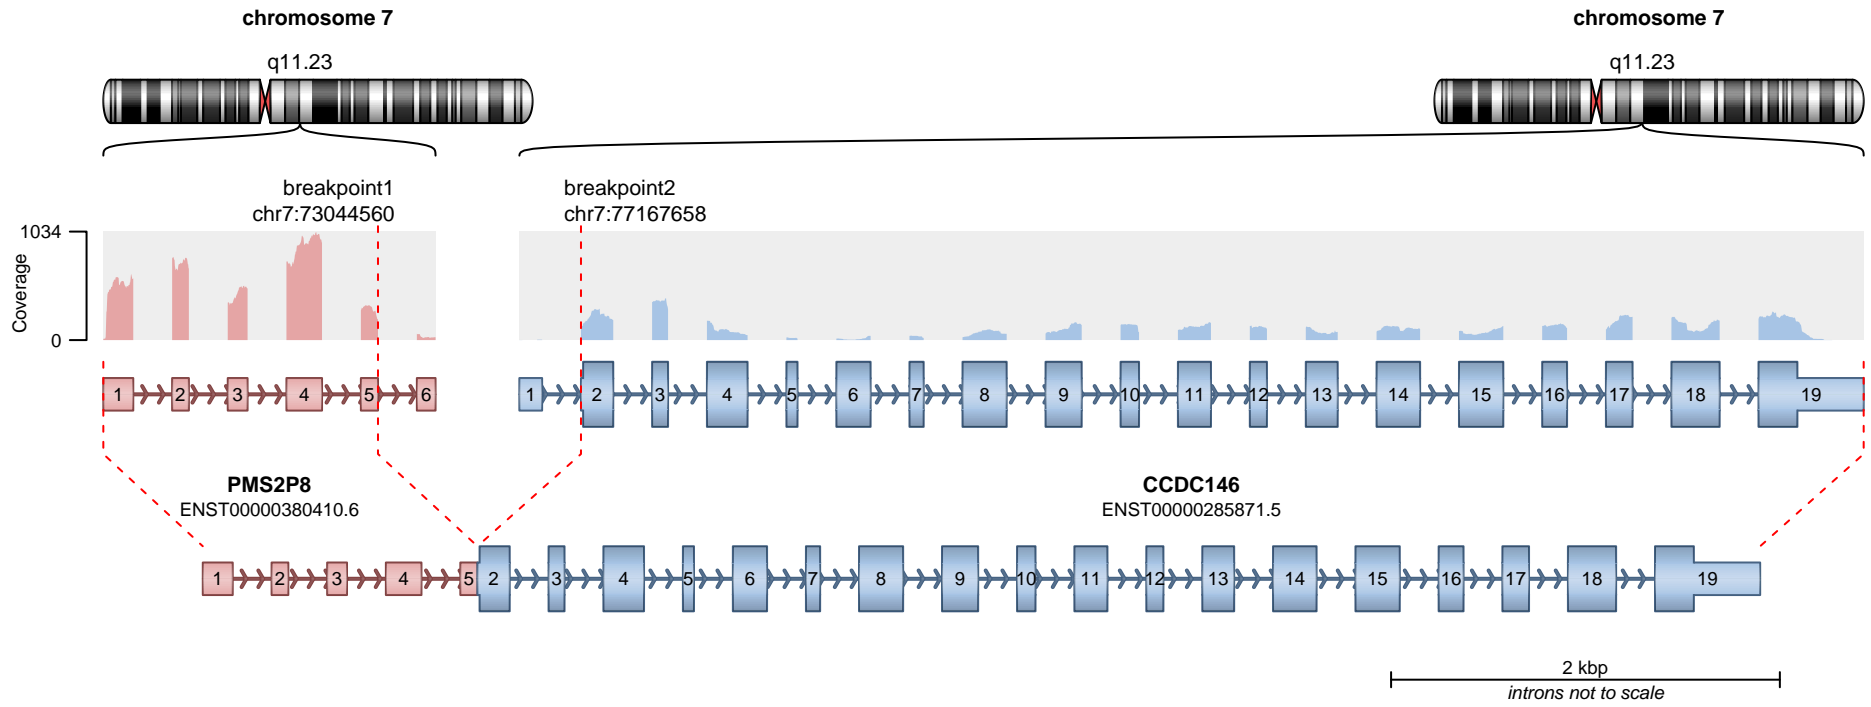 chromosome 7
chromosome 7
q11.23
q11.23
breakpoint1
chr7:73044560
breakpoint2
chr7:77167658
1034
Coverage
0
1 2 3 4 5 6
1 2 3 4 5 6 7 8 9 10 11 12 13 14 15 16 17 18 19
PMS2P8
ENST00000380410.6
CCDC146
ENST00000285871.5
1 2 3 4 5 2 3 4 5 6 7 8 9 10 11 12 13 14 15 16 17 18 19
2 kbp
introns not to scale